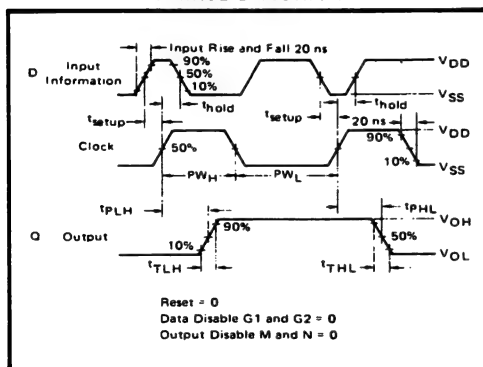 Input Rise and Fall 20 ns
D Input Information
90%
50%
10%
VDD
VSS
thold
thold
tsetup
tsetup
20 ns
Clock
50%
90%
10%
VDD
VSS
PWH
PWL
tPLH
tPHL
Q Output
10%
90%
50%
VOH
VOL
tTLH
tTHL
Reset = 0
Data Disable G1 and G2 = 0
Output Disable M and N = 0